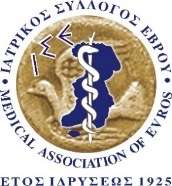 • ΙΑΤΡΙΚΟΣ ΣΥΛΛΟΓΟΣ ΕΒΡΟΥ •
ΙΣΕ
MEDICAL ASSOCIATION OF EVROS
ΕΤΟΣ ΙΔΡΥΣΕΩΣ 1925